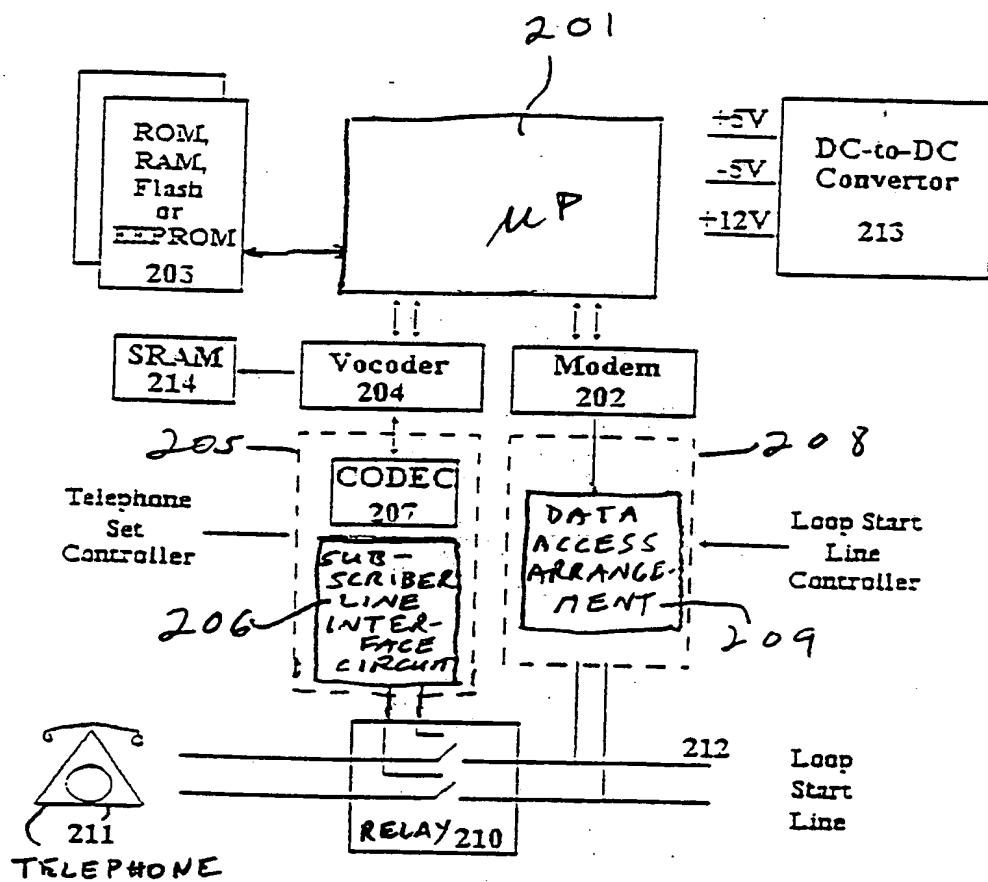 201
ROM,
RAM,
Flash
or
EEPROM
203
µP
+5V
-5V
+12V
DC-to-DC
Convertor
213
SRAM
214
Vocoder
204
Modem
202
205
208
CODEC
207
Telephone
Set
Controller
SUB-
SCRIBER
LINE
INTER-
FACE
CIRCUIT
206
DATA
ACCESS
ARRANGE-
MENT
209
Loop Start
Line
Controller
211
TELEPHONE
RELAY 210
212
Loop
Start
Line